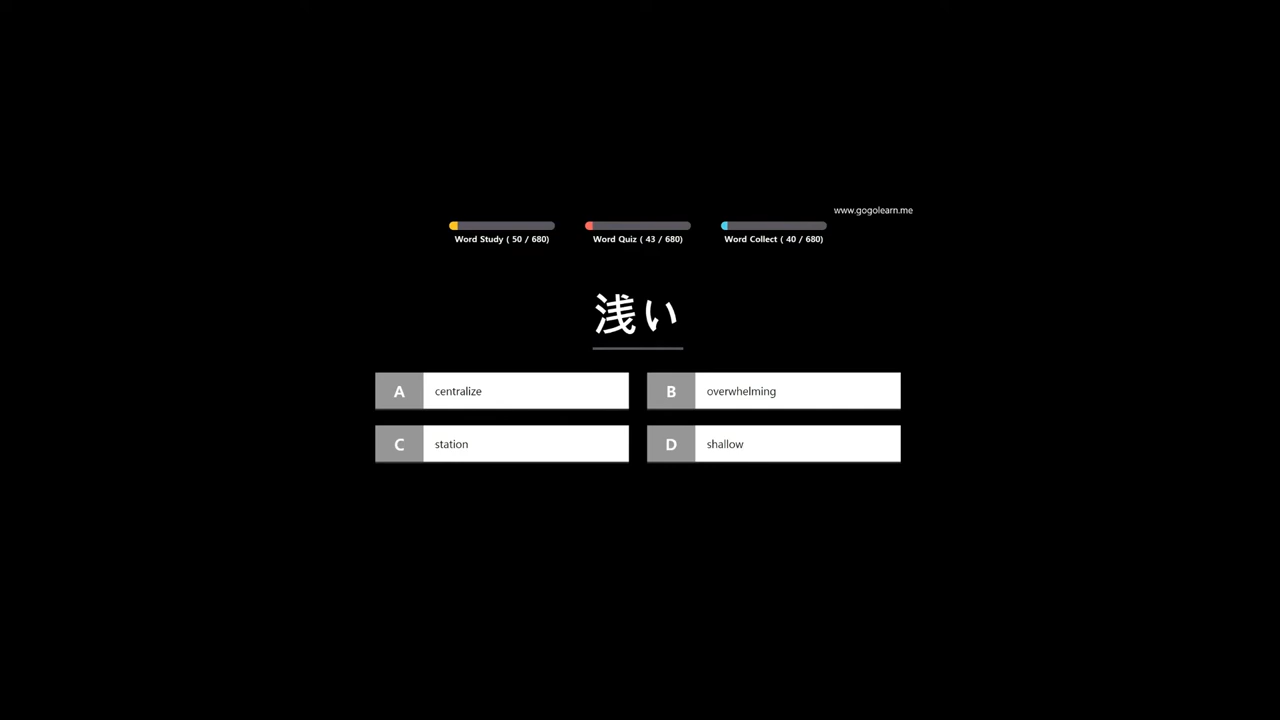 www.gogolearn.me
Word Study ( 50 / 680)
Word Quiz ( 43 / 680)
Word Collect ( 40 / 680)
浅い
A centralize
B overwhelming
C station
D shallow